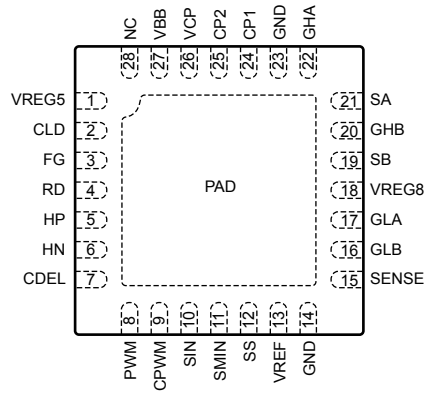 NC
VBB
VCP
CP2
CP1
GND
GHA
28
27
26
25
24
23
22
VREG5 1
CLD 2
FG 3
RD 4
HP 5
HN 6
CDEL 7
PAD
21 SA
20 GHB
19 SB
18 VREG8
17 GLA
16 GLB
15 SENSE
8
9
10
11
12
13
14
PWM
CPWM
SIN
SMIN
SS
VREF
GND